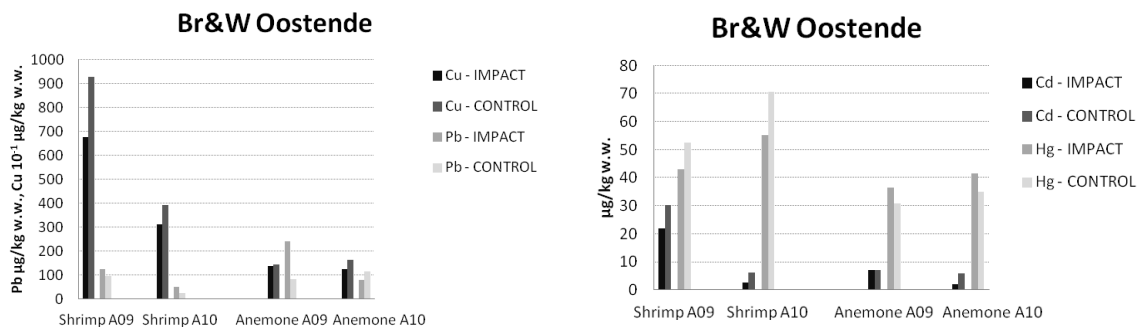 Br&W Oostende
Pb µg/kg w.w., Cu 10⁻¹ µg/kg w.w.
1000
900
800
700
600
500
400
300
200
100
0
Shrimp A09 Shrimp A10 Anemone A09 Anemone A10
Cu - IMPACT
Cu - CONTROL
Pb - IMPACT
Pb - CONTROL
Br&W Oostende
µg/kg w.w.
80
70
60
50
40
30
20
10
0
Shrimp A09 Shrimp A10 Anemone A09 Anemone A10
Cd - IMPACT
Cd - CONTROL
Hg - IMPACT
Hg - CONTROL